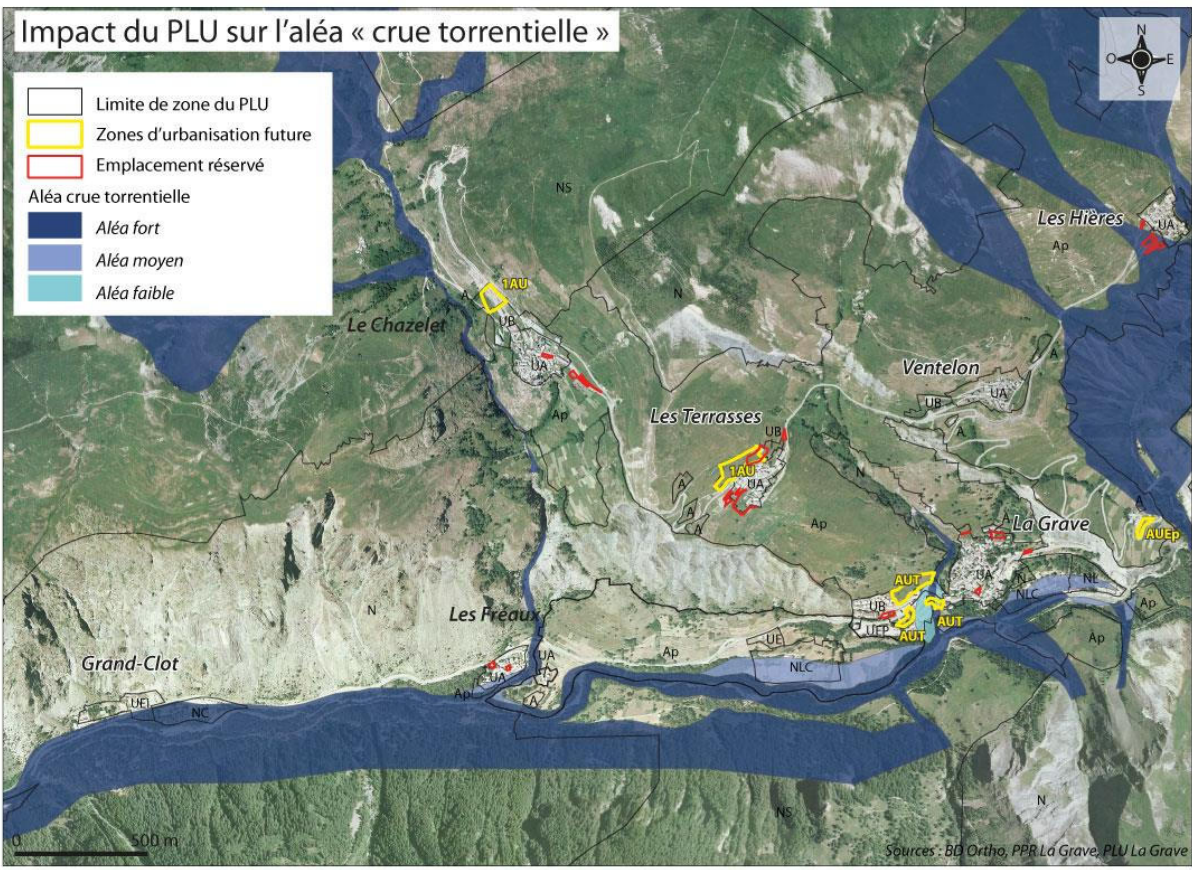 Impact du PLU sur l'aléa « crue torrentielle »
N
O E
S
Limite de zone du PLU
Zones d'urbanisation future
Emplacement réservé
Aléa crue torrentielle
Aléa fort
Aléa moyen
Aléa faible
NS
Les Hières
UA
Ap
1AU
A
N
UB
Le Chazelet
UA
A
Ventelon
UB
UA
Ap
Les Terrasses
UB
A
N
1AU
UA
A
A
A
Ap
La Grave
A
AUEp
UA
AUT
N
NL
NLC
Ap
UB
AUT
AUT
UEP
Les Fréaux
N
UE
Ap
Ap
NLC
Grand-Clot
UA
UA
Ap
A
UEl
NC
N
NS
0 500 m
Sources : BD Ortho, PPR La Grave, PLU La Grave